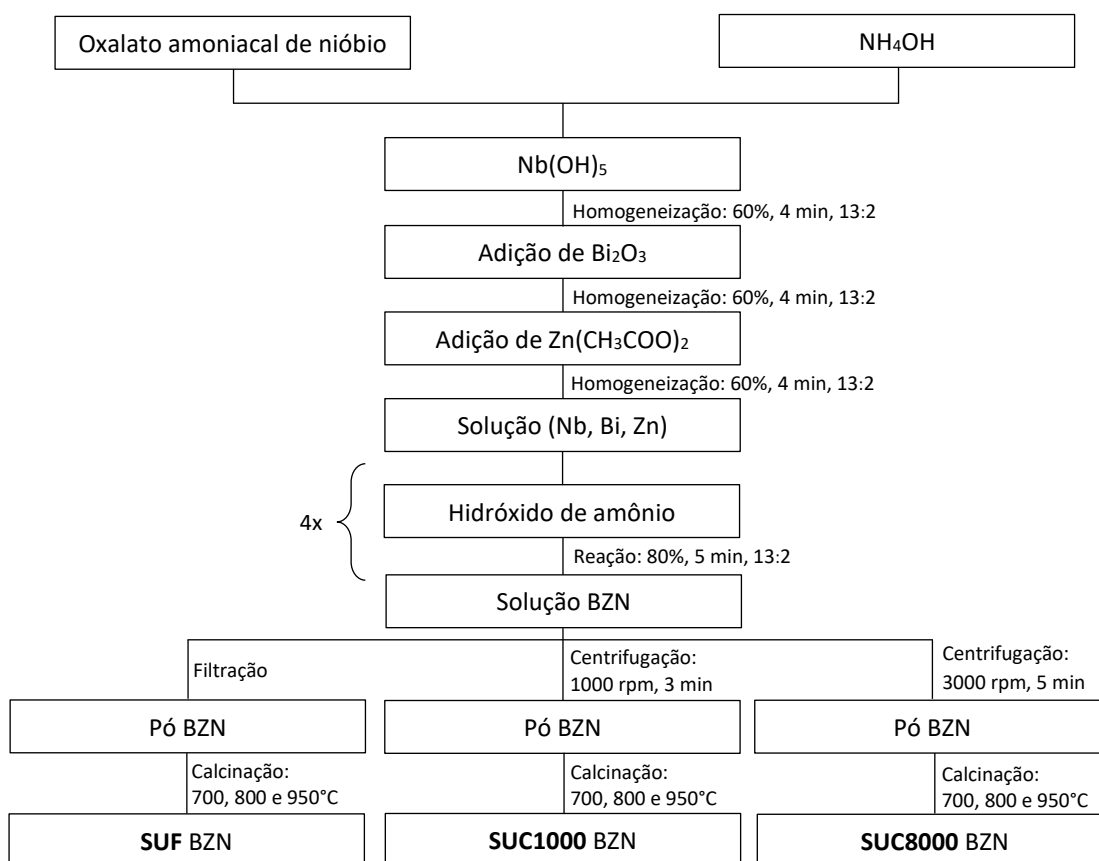 Oxalato amoniacal de nióbio
NH₄OH
Nb(OH)₅
Homogeneização: 60%, 4 min, 13:2
Adição de Bi₂O₃
Homogeneização: 60%, 4 min, 13:2
Adição de Zn(CH₃COO)₂
Homogeneização: 60%, 4 min, 13:2
Solução (Nb, Bi, Zn)
4x
Hidróxido de amônio
Reação: 80%, 5 min, 13:2
Solução BZN
Filtração
Centrifugação:
1000 rpm, 3 min
Centrifugação:
3000 rpm, 5 min
Pó BZN
Pó BZN
Pó BZN
Calcinação:
700, 800 e 950°C
Calcinação:
700, 800 e 950°C
Calcinação:
700, 800 e 950°C
SUF BZN
SUC1000 BZN
SUC8000 BZN